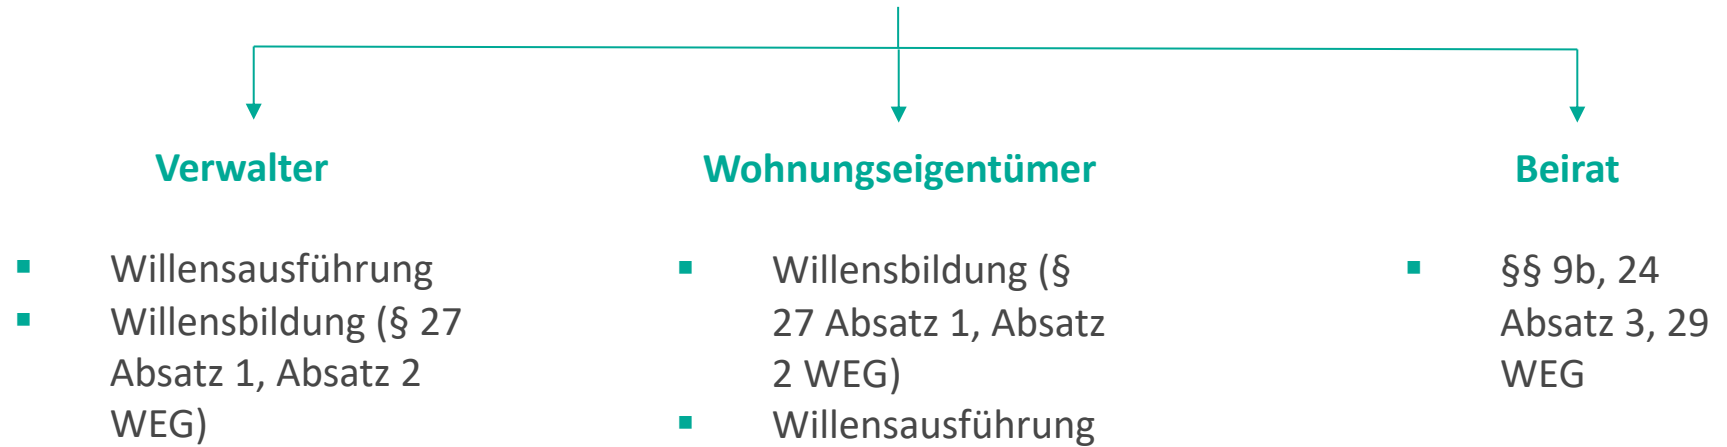 Verwalter
▪ Willensausführung
▪ Willensbildung (§ 27
Absatz 1, Absatz 2
WEG)
Wohnungseigentümer
▪ Willensbildung (§
27 Absatz 1, Absatz
2 WEG)
▪ Willensausführung
Beirat
▪ §§ 9b, 24
Absatz 3, 29
WEG